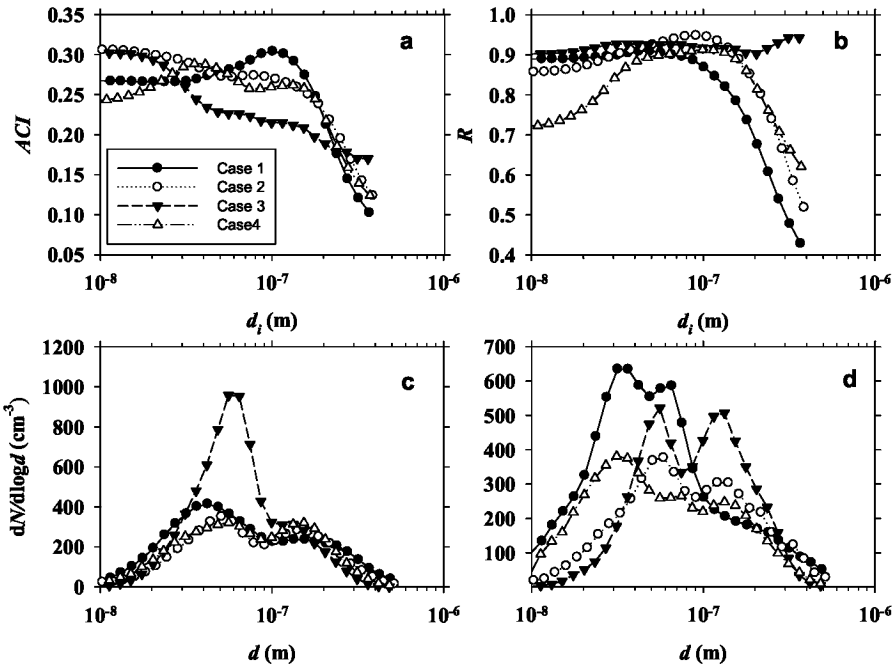 a
ACI
0.35
0.30
0.25
0.20
0.15
0.10
0.05
Case 1
Case 2
Case 3
Case4
10-8
10-7
10-6
di (m)
b
R
1.0
0.9
0.8
0.7
0.6
0.5
0.4
10-8
10-7
10-6
di (m)
c
dN/dlogd (cm-3)
1200
1000
800
600
400
200
0
10-8
10-7
10-6
d (m)
d
700
600
500
400
300
200
100
10-8
10-7
10-6
d (m)